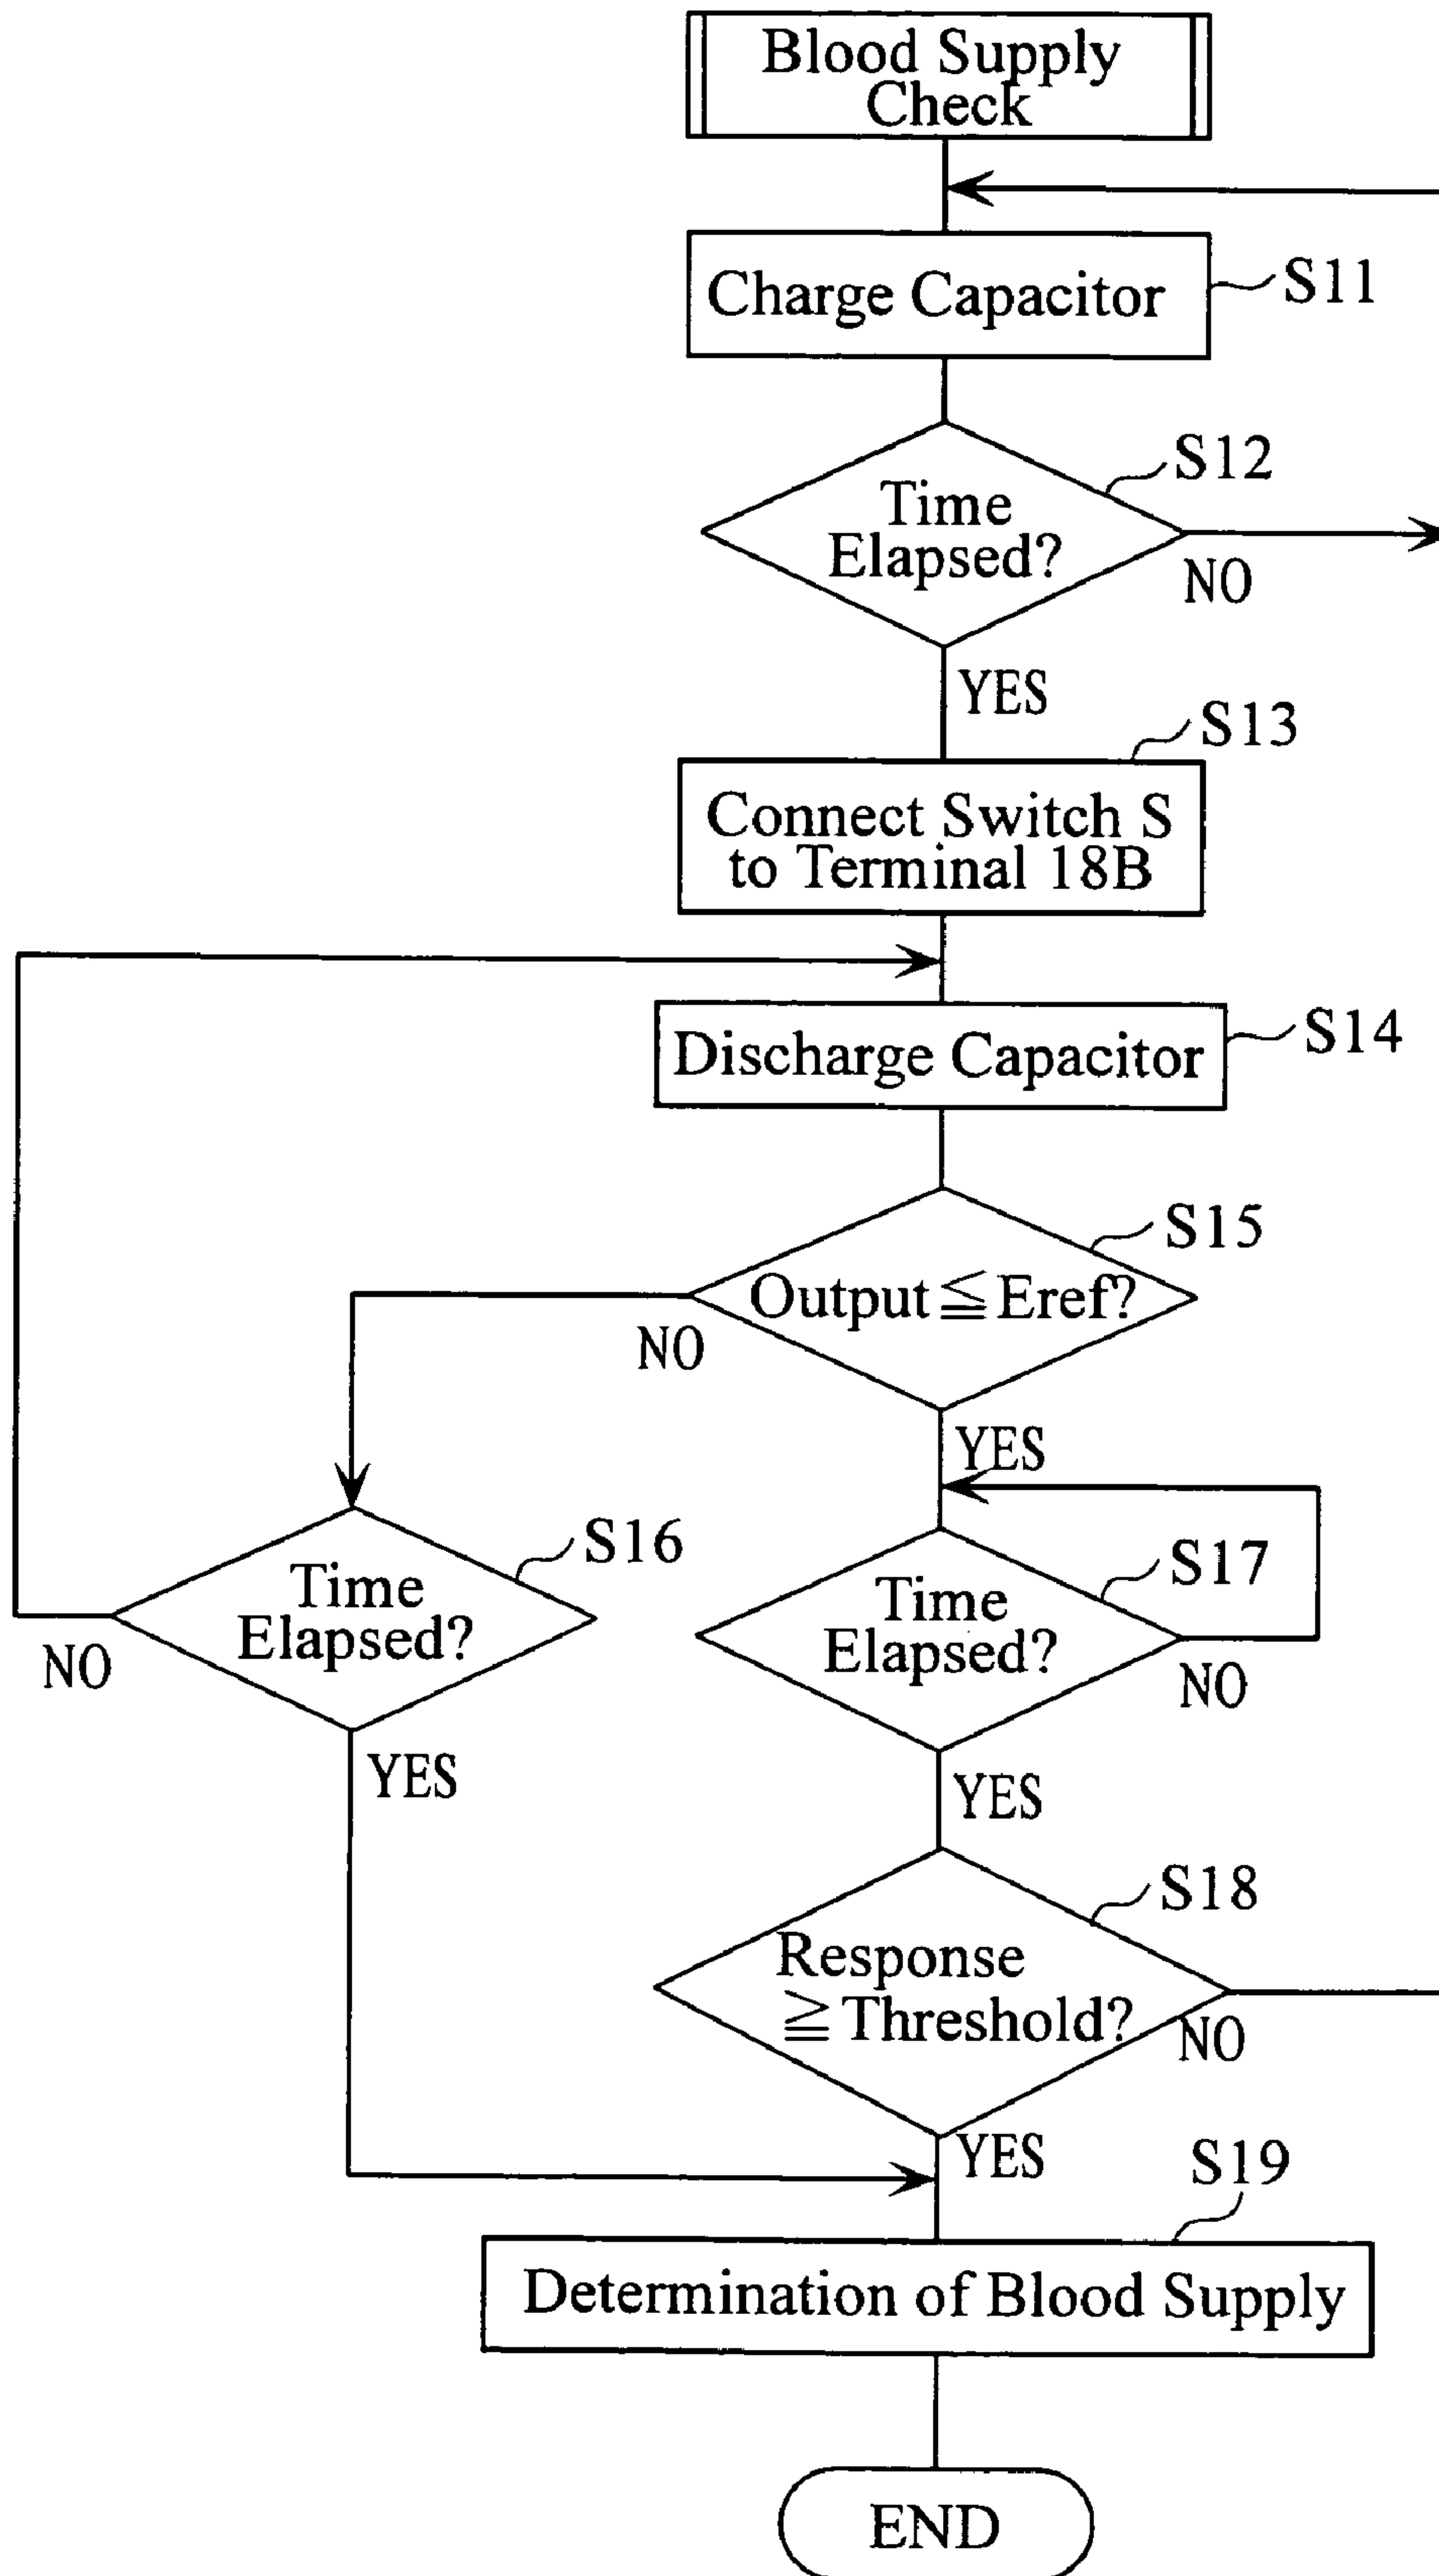 Blood Supply
Check
Charge Capacitor
S11
S12
Time
Elapsed?
NO
YES
S13
Connect Switch S
to Terminal 18B
Discharge Capacitor
S14
S15
Output≦Eref?
NO
YES
S16
Time
Elapsed?
NO
YES
S17
Time
Elapsed?
NO
YES
S18
Response
≧Threshold?
NO
YES
S19
Determination of Blood Supply
END